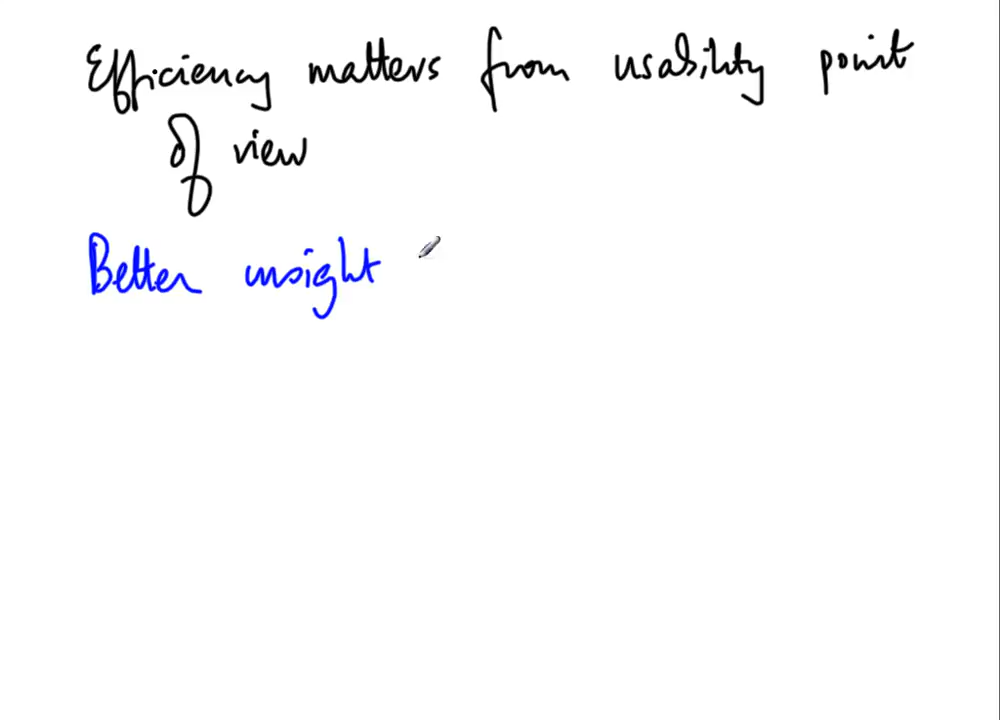 Efficiency matters from usability point
of view
Better insight